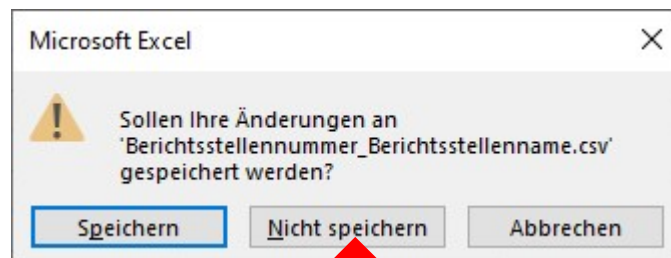 Microsoft Excel
Sollen Ihre Änderungen an
'Berichtsstellennummer_Berichtsstellenname.csv'
gespeichert werden?
Speichern Nicht speichern Abbrechen